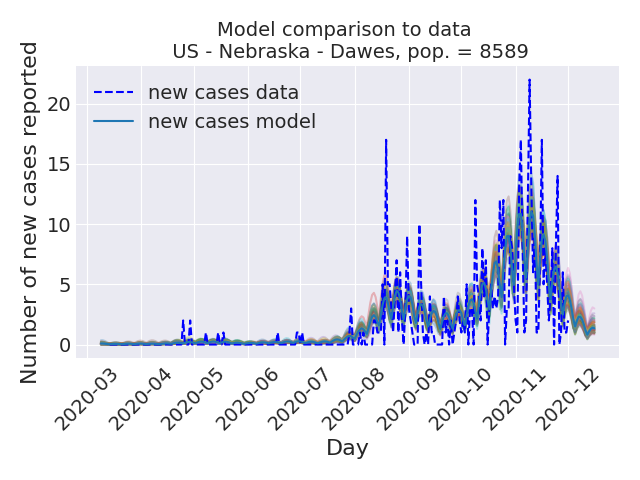 Model comparison to data
US - Nebraska - Dawes, pop. = 8589
Number of new cases reported
20
15
10
5
0
new cases data
new cases model
2020-03
2020-04
2020-05
2020-06
2020-07
2020-08
2020-09
2020-10
2020-11
2020-12
Day